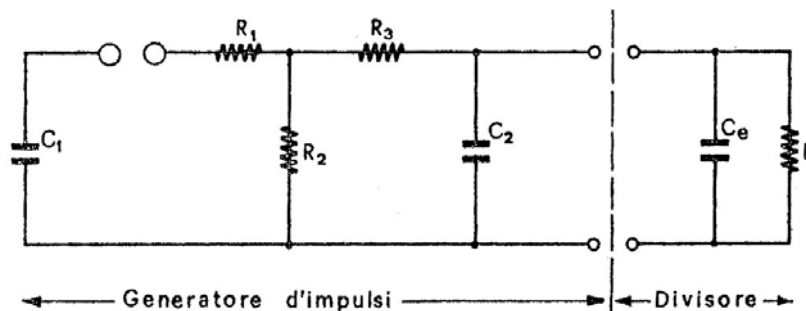 R₁
R₃
C₁
R₂
C₂
Cₑ
Generatore d'impulsi
Divisore